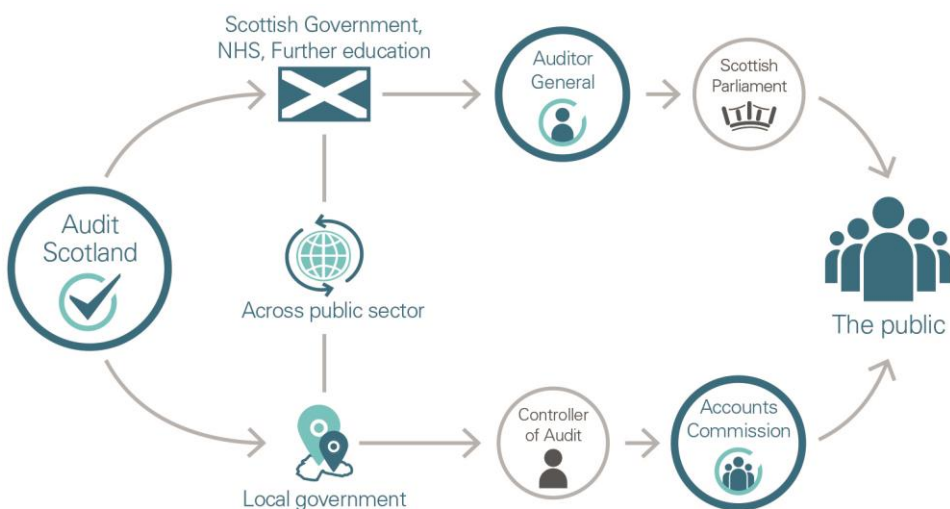 Scottish Government,
NHS, Further education
Auditor
General
Scottish
Parliament
Audit
Scotland
Across public sector
The public
Local government
Controller
of Audit
Accounts
Commission